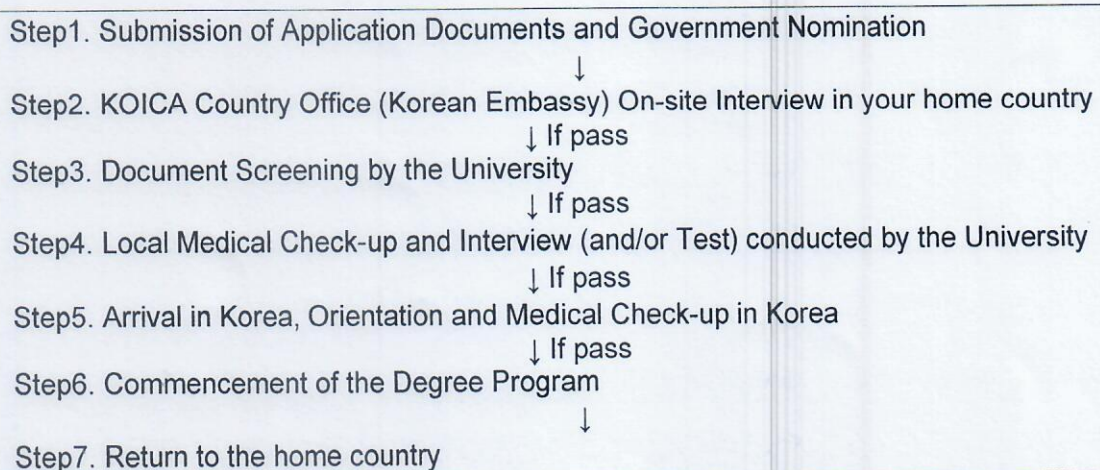 Step1. Submission of Application Documents and Government Nomination
↓
Step2. KOICA Country Office (Korean Embassy) On-site Interview in your home country
↓ If pass
Step3. Document Screening by the University
↓ If pass
Step4. Local Medical Check-up and Interview (and/or Test) conducted by the University
↓ If pass
Step5. Arrival in Korea, Orientation and Medical Check-up in Korea
↓ If pass
Step6. Commencement of the Degree Program
↓
Step7. Return to the home country